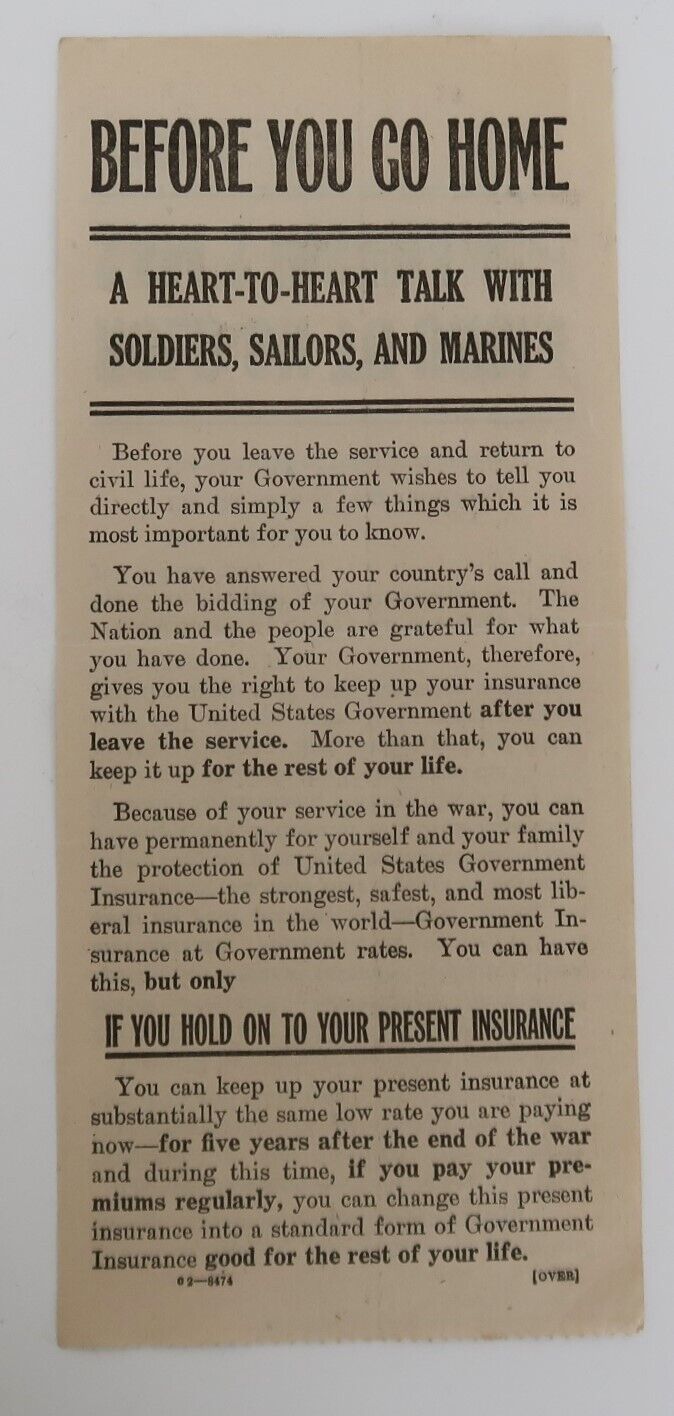 BEFORE YOU GO HOME
A HEART-TO-HEART TALK WITH
SOLDIERS, SAILORS, AND MARINES
Before you leave the service and return to
civil life, your Government wishes to tell you
directly and simply a few things which it is
most important for you to know.
You have answered your country's call and
done the bidding of your Government. The
Nation and the people are grateful for what
you have done. Your Government, therefore,
gives you the right to keep up your insurance
with the United States Government after you
leave the service. More than that, you can
keep it up for the rest of your life.
Because of your service in the war, you can
have permanently for yourself and your family
the protection of United States Government
Insurance—the strongest, safest, and most lib-
eral insurance in the world—Government In-
surance at Government rates. You can have
this, but only
IF YOU HOLD ON TO YOUR PRESENT INSURANCE
You can keep up your present insurance at
substantially the same low rate you are paying
now—for five years after the end of the war
and during this time, if you pay your pre-
miums regularly, you can change this present
insurance into a standard form of Government
Insurance good for the rest of your life.
[OVER]